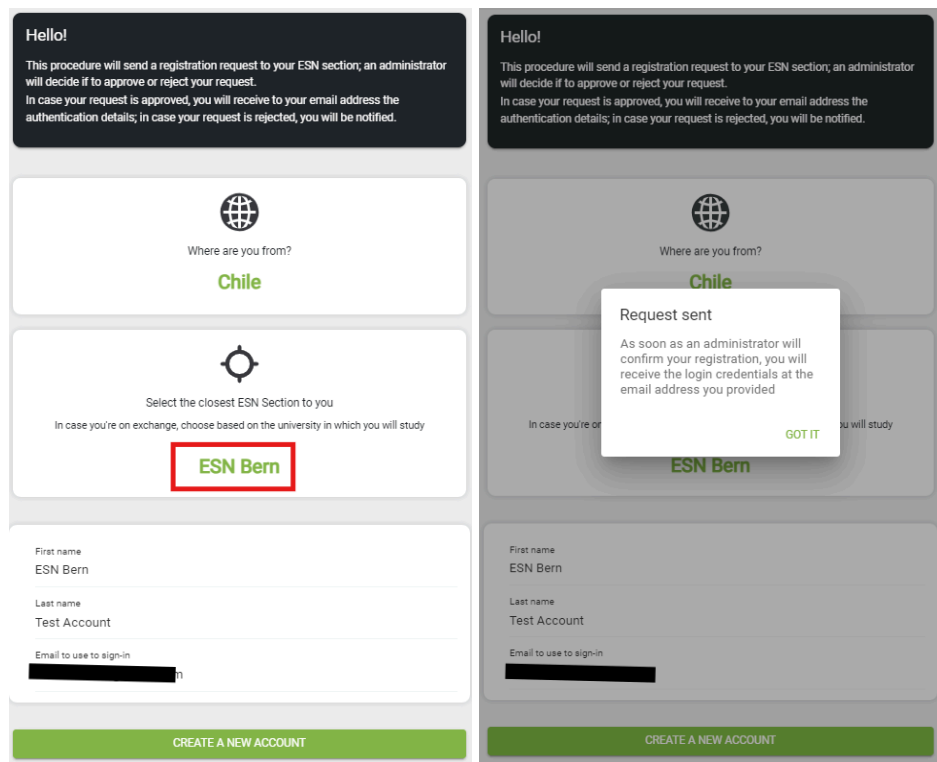 Hello!
This procedure will send a registration request to your ESN section; an administrator
will decide if to approve or reject your request.
In case your request is approved, you will receive to your email address the
authentication details; in case your request is rejected, you will be notified.
Where are you from?
Chile
Select the closest ESN Section to you
In case you're on exchange, choose based on the university in which you will study
ESN Bern
First name
ESN Bern
Last name
Test Account
Email to use to sign-in
m
CREATE A NEW ACCOUNT
Hello!
This procedure will send a registration request to your ESN section; an administrator
will decide if to approve or reject your request.
In case your request is approved, you will receive to your email address the
authentication details; in case your request is rejected, you will be notified.
Where are you from?
Chile
Request sent
As soon as an administrator will
confirm your registration, you will
receive the login credentials at the
email address you provided
GOT IT
In case you're or
ou will study
ESN Bern
First name
ESN Bern
Last name
Test Account
Email to use to sign-in
CREATE A NEW ACCOUNT